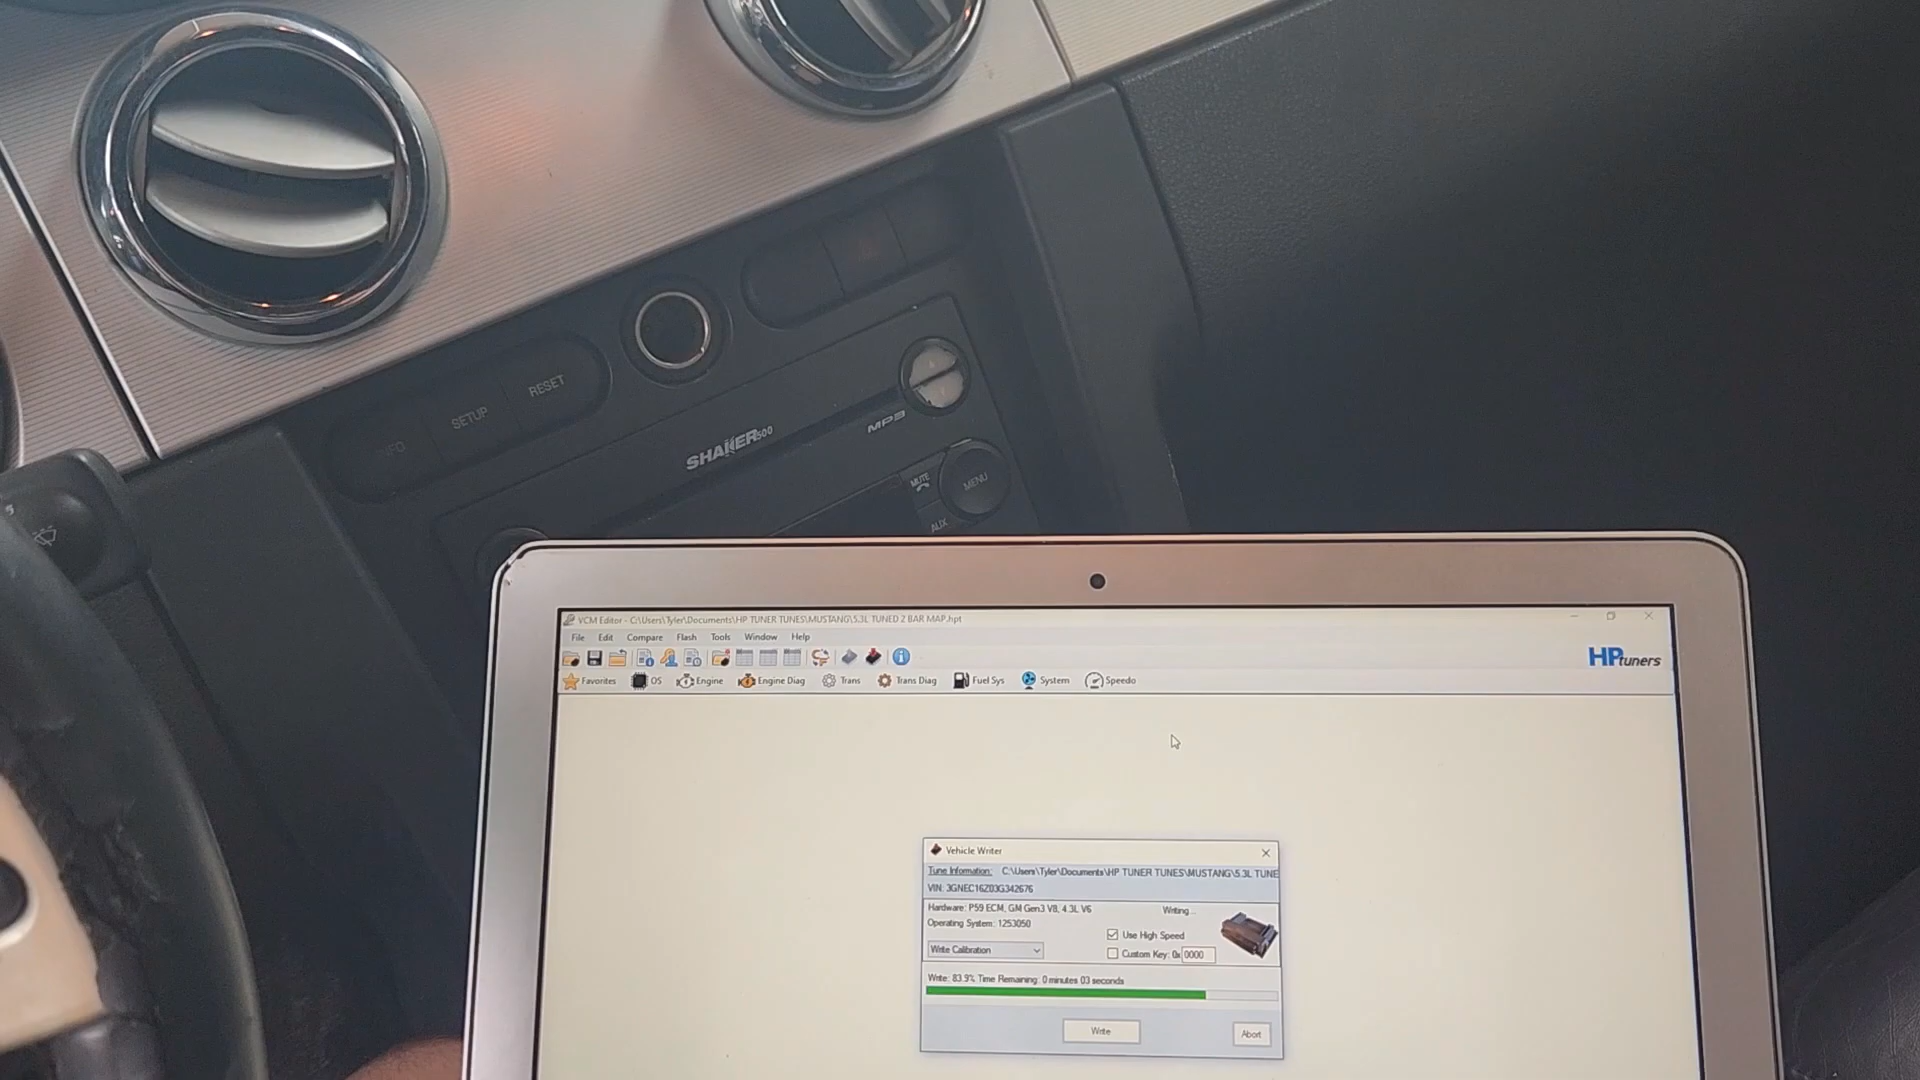 INFO
SETUP
RESET
SHAKER500
MP3
MUTE
MENU
AUX
VCM Editor - C:\Users\Tyler\Documents\HP TUNER TUNES\MUSTANG\5.3L TUNED 2 BAR MAP.hpt
File Edit Compare Flash Tools Window Help
HPtuners
Favorites OS Engine Engine Diag Trans Trans Diag Fuel Sys System Speedo
Vehicle Writer
Tune Information: C:\Users\Tyler\Documents\HP TUNER TUNES\MUSTANG\5.3L TUNE
VIN: 3GNEC16Z03G342676
Hardware: P59 ECM, GM Gen3 V8, 4.3L V6
Writing...
Operating System: 1253050
Use High Speed
Write Calibration
Custom Key: 0x 0000
Write: 83.9% Time Remaining: 0 minutes 03 seconds
Write
Abort